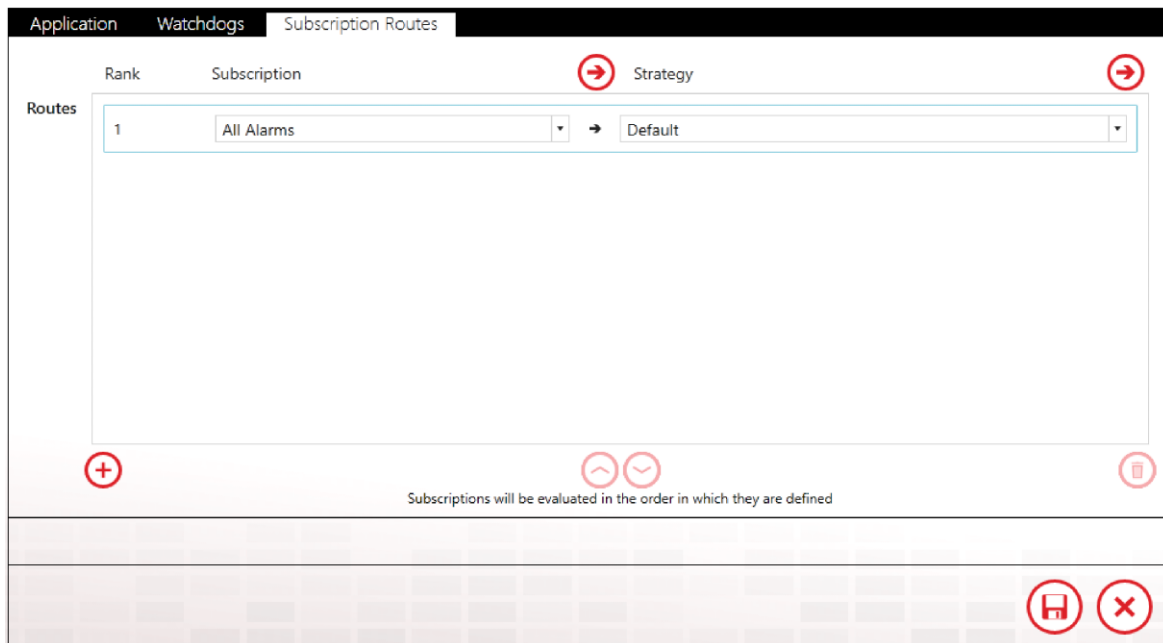 Application Watchdogs Subscription Routes
Rank Subscription Strategy
Routes
1 All Alarms Default
Subscriptions will be evaluated in the order in which they are defined